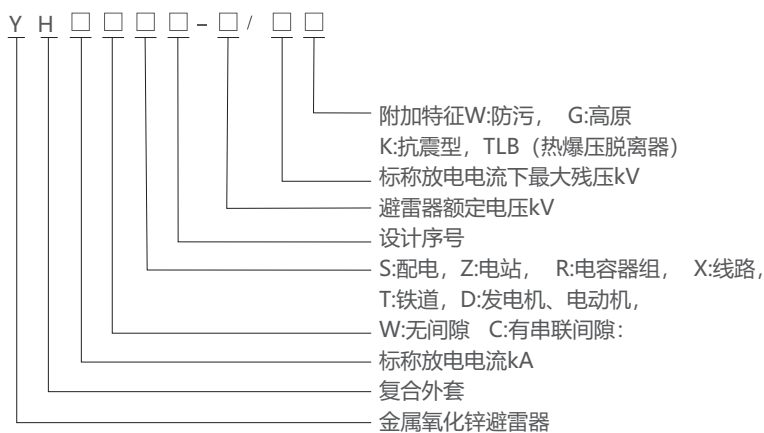 YH□□□□-□/□□
附加特征W:防污， G:高原
K:抗震型，TLB（热爆压脱离器）
标称放电电流下最大残压kV
避雷器额定电压kV
设计序号
S:配电，Z:电站， R:电容器组， X:线路，
T:铁道，D:发电机、电动机，
W:无间隙 C:有串联间隙：
标称放电电流kA
复合外套
金属氧化锌避雷器